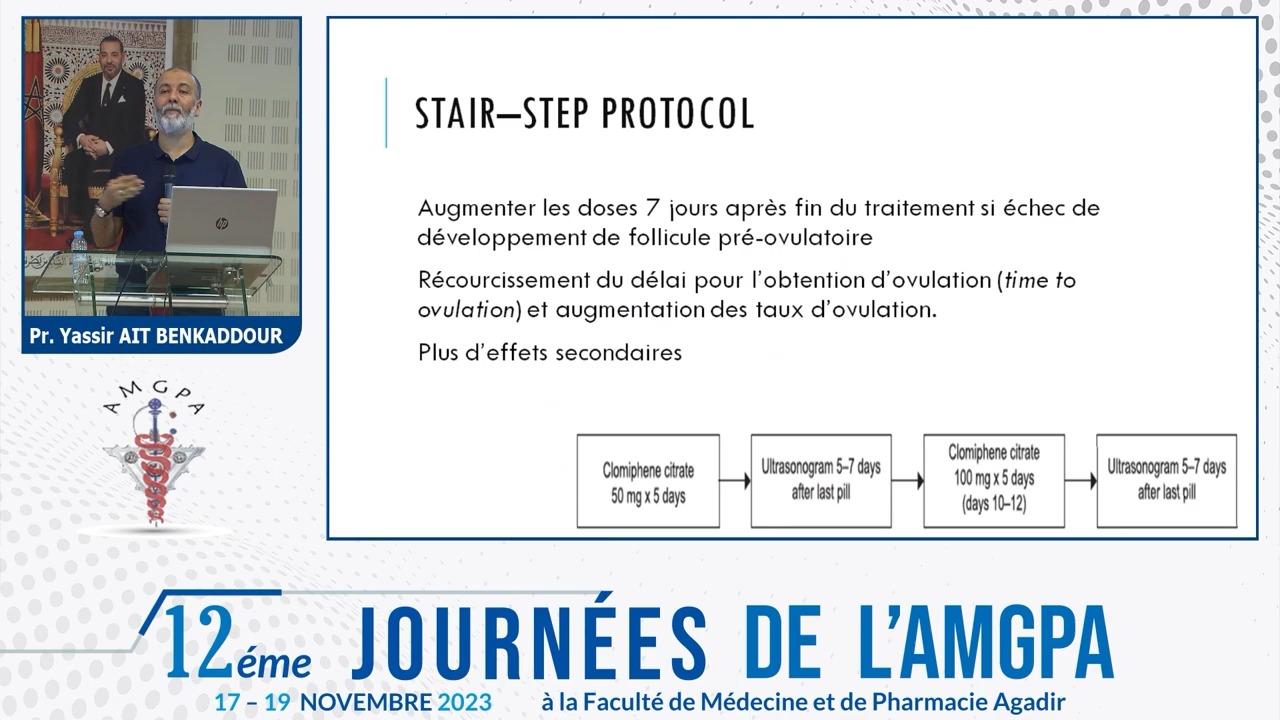 STAIR–STEP PROTOCOL
Augmenter les doses 7 jours après fin du traitement si échec de
développement de follicule pré-ovulatoire
Récourcissement du délai pour l'obtention d'ovulation (time to
ovulation) et augmentation des taux d'ovulation.
Plus d'effets secondaires
Clomiphene citrate
50 mg x 5 days
Ultrasonogram 5–7 days
after last pill
Clomiphene citrate
100 mg x 5 days
(days 10–12)
Ultrasonogram 5–7 days
after last pill
hp
Pr. Yassir AIT BENKADDOUR
AMGPA
12éme JOURNÉES DE L'AMGPA
17 – 19 NOVEMBRE 2023 à la Faculté de Médecine et de Pharmacie Agadir